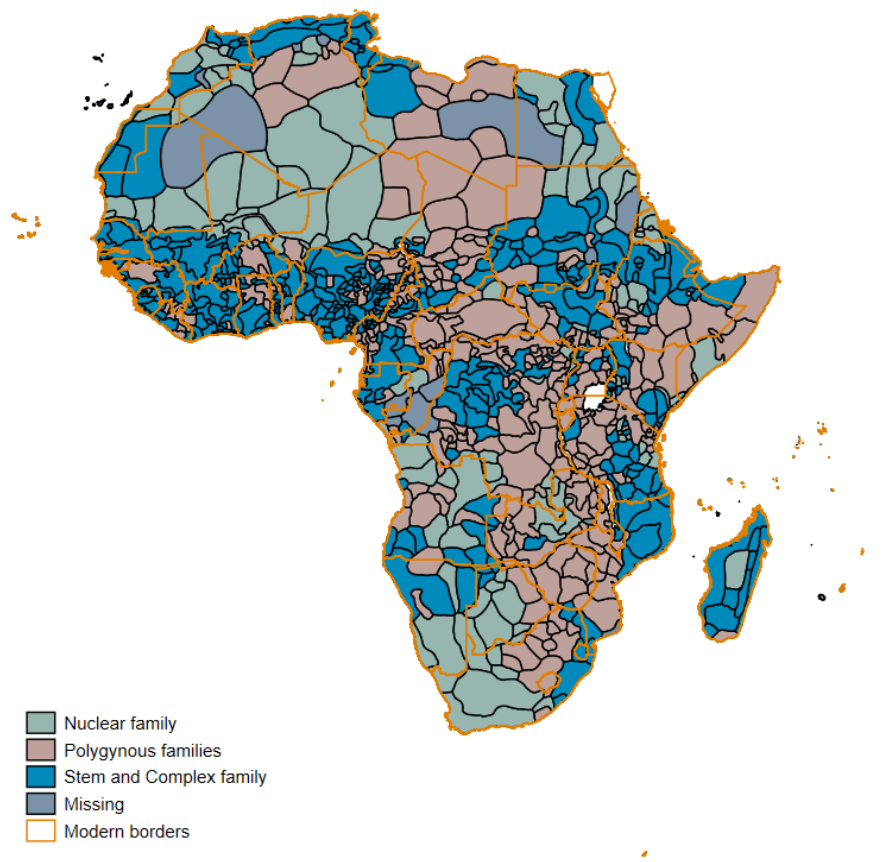 Nuclear family
Polygynous families
Stem and Complex family
Missing
Modern borders